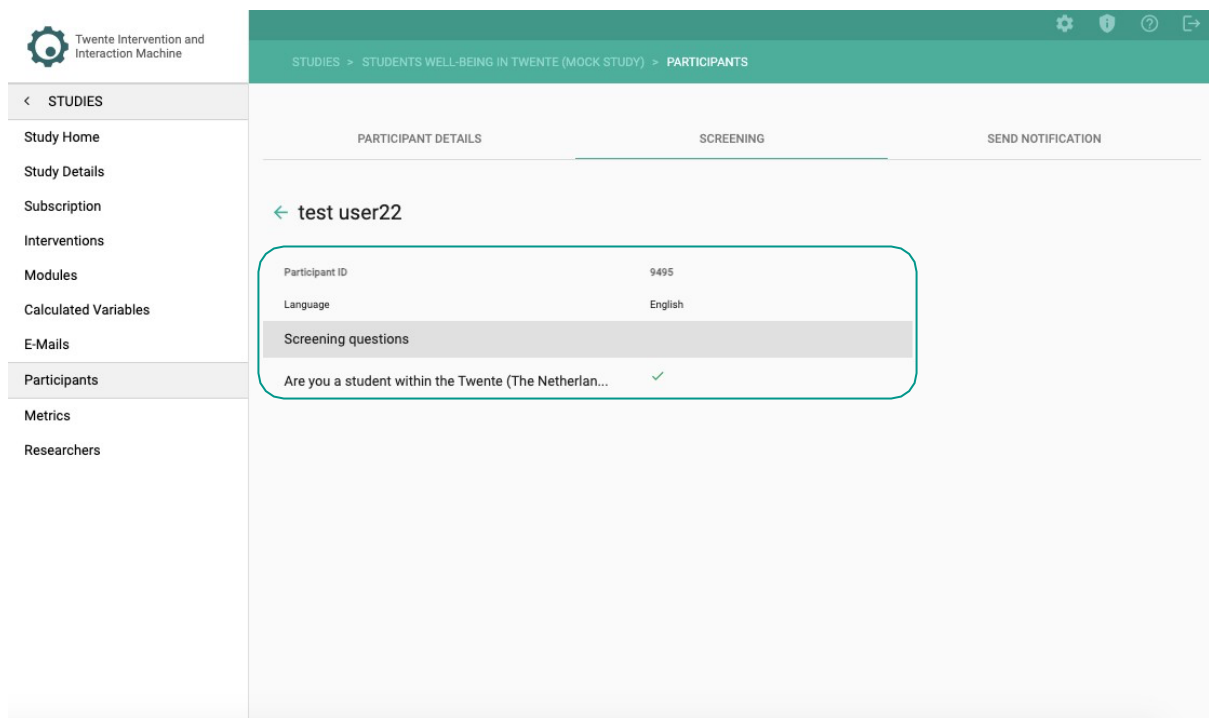 Twente Intervention and
Interaction Machine
STUDIES > STUDENTS WELL-BEING IN TWENTE (MOCK STUDY) > PARTICIPANTS
< STUDIES
Study Home
Study Details
Subscription
Interventions
Modules
Calculated Variables
E-Mails
Participants
Metrics
Researchers
PARTICIPANT DETAILS SCREENING SEND NOTIFICATION
← test user22
Participant ID 9495
Language English
Screening questions
Are you a student within the Twente (The Netherlan... ✓